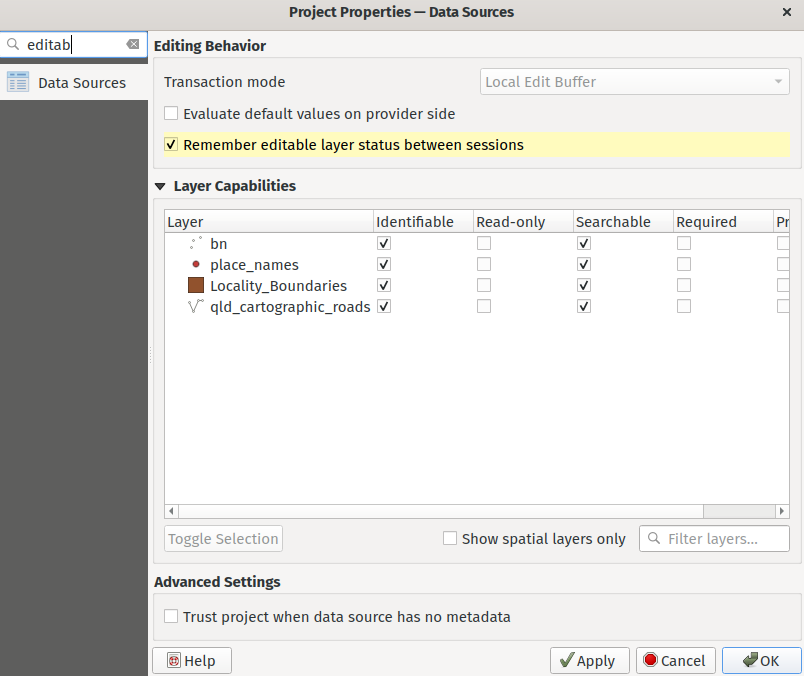 Project Properties — Data Sources
editab
Data Sources
Editing Behavior
Transaction mode
Local Edit Buffer
Evaluate default values on provider side
Remember editable layer status between sessions
Layer Capabilities
Layer Identifiable Read-only Searchable Required Pr
bn
place_names
Locality_Boundaries
qld_cartographic_roads
Toggle Selection Show spatial layers only Filter layers...
Advanced Settings
Trust project when data source has no metadata
Help Apply Cancel OK